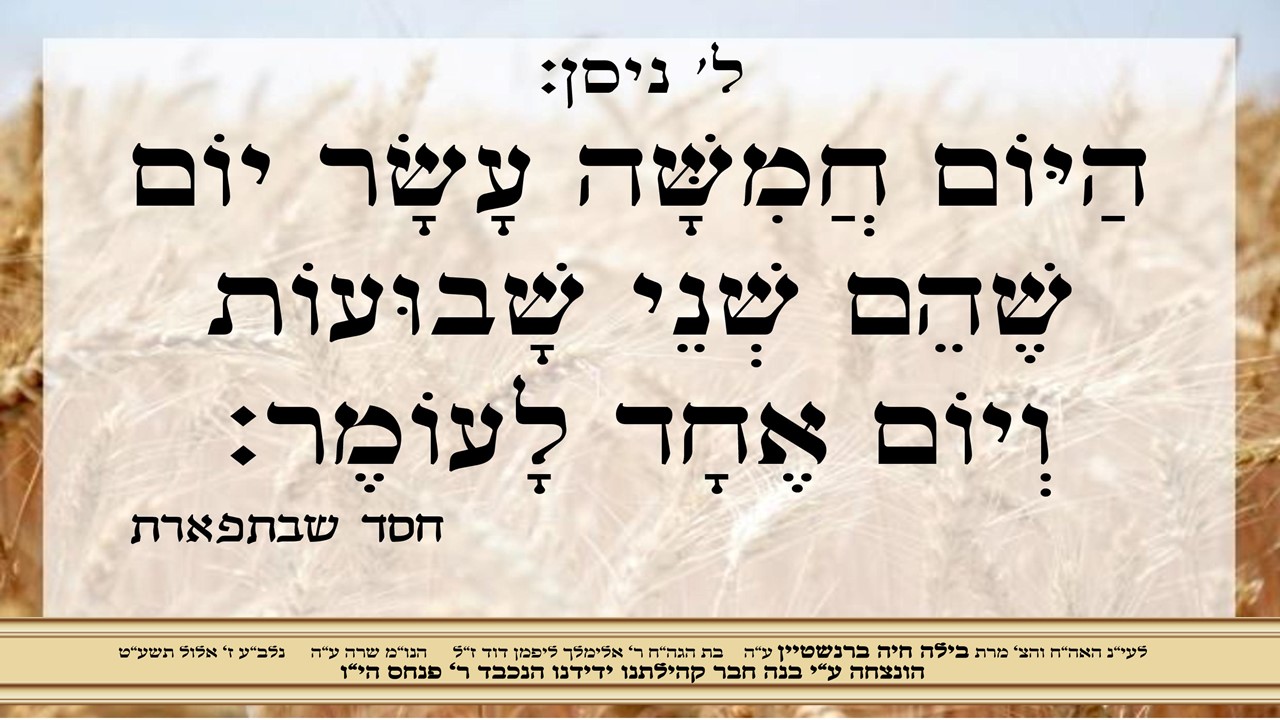 ל׳ ניסן:
הַיּוֹם חֲמִשָּׁה עָשָׂר יוֹם
שֶׁהֵם שְׁנֵי שָׁבוּעוֹת
וְיוֹם אֶחָד לָעוֹמֶר:
חסד שבתפארת
לעי״נ האה״ח והצ׳ מרת בילה חיה ברנשטיין ע״ה בת הגה״ח ר׳ אלימלך ליפמן דוד ז״ל הנו״מ שרה ע״ה נלב״ע ז׳ אלול תשע״ט
הונצחה ע״י בנה חבר קהילתנו ידידנו הנכבד ר׳ פנחס הי״ו